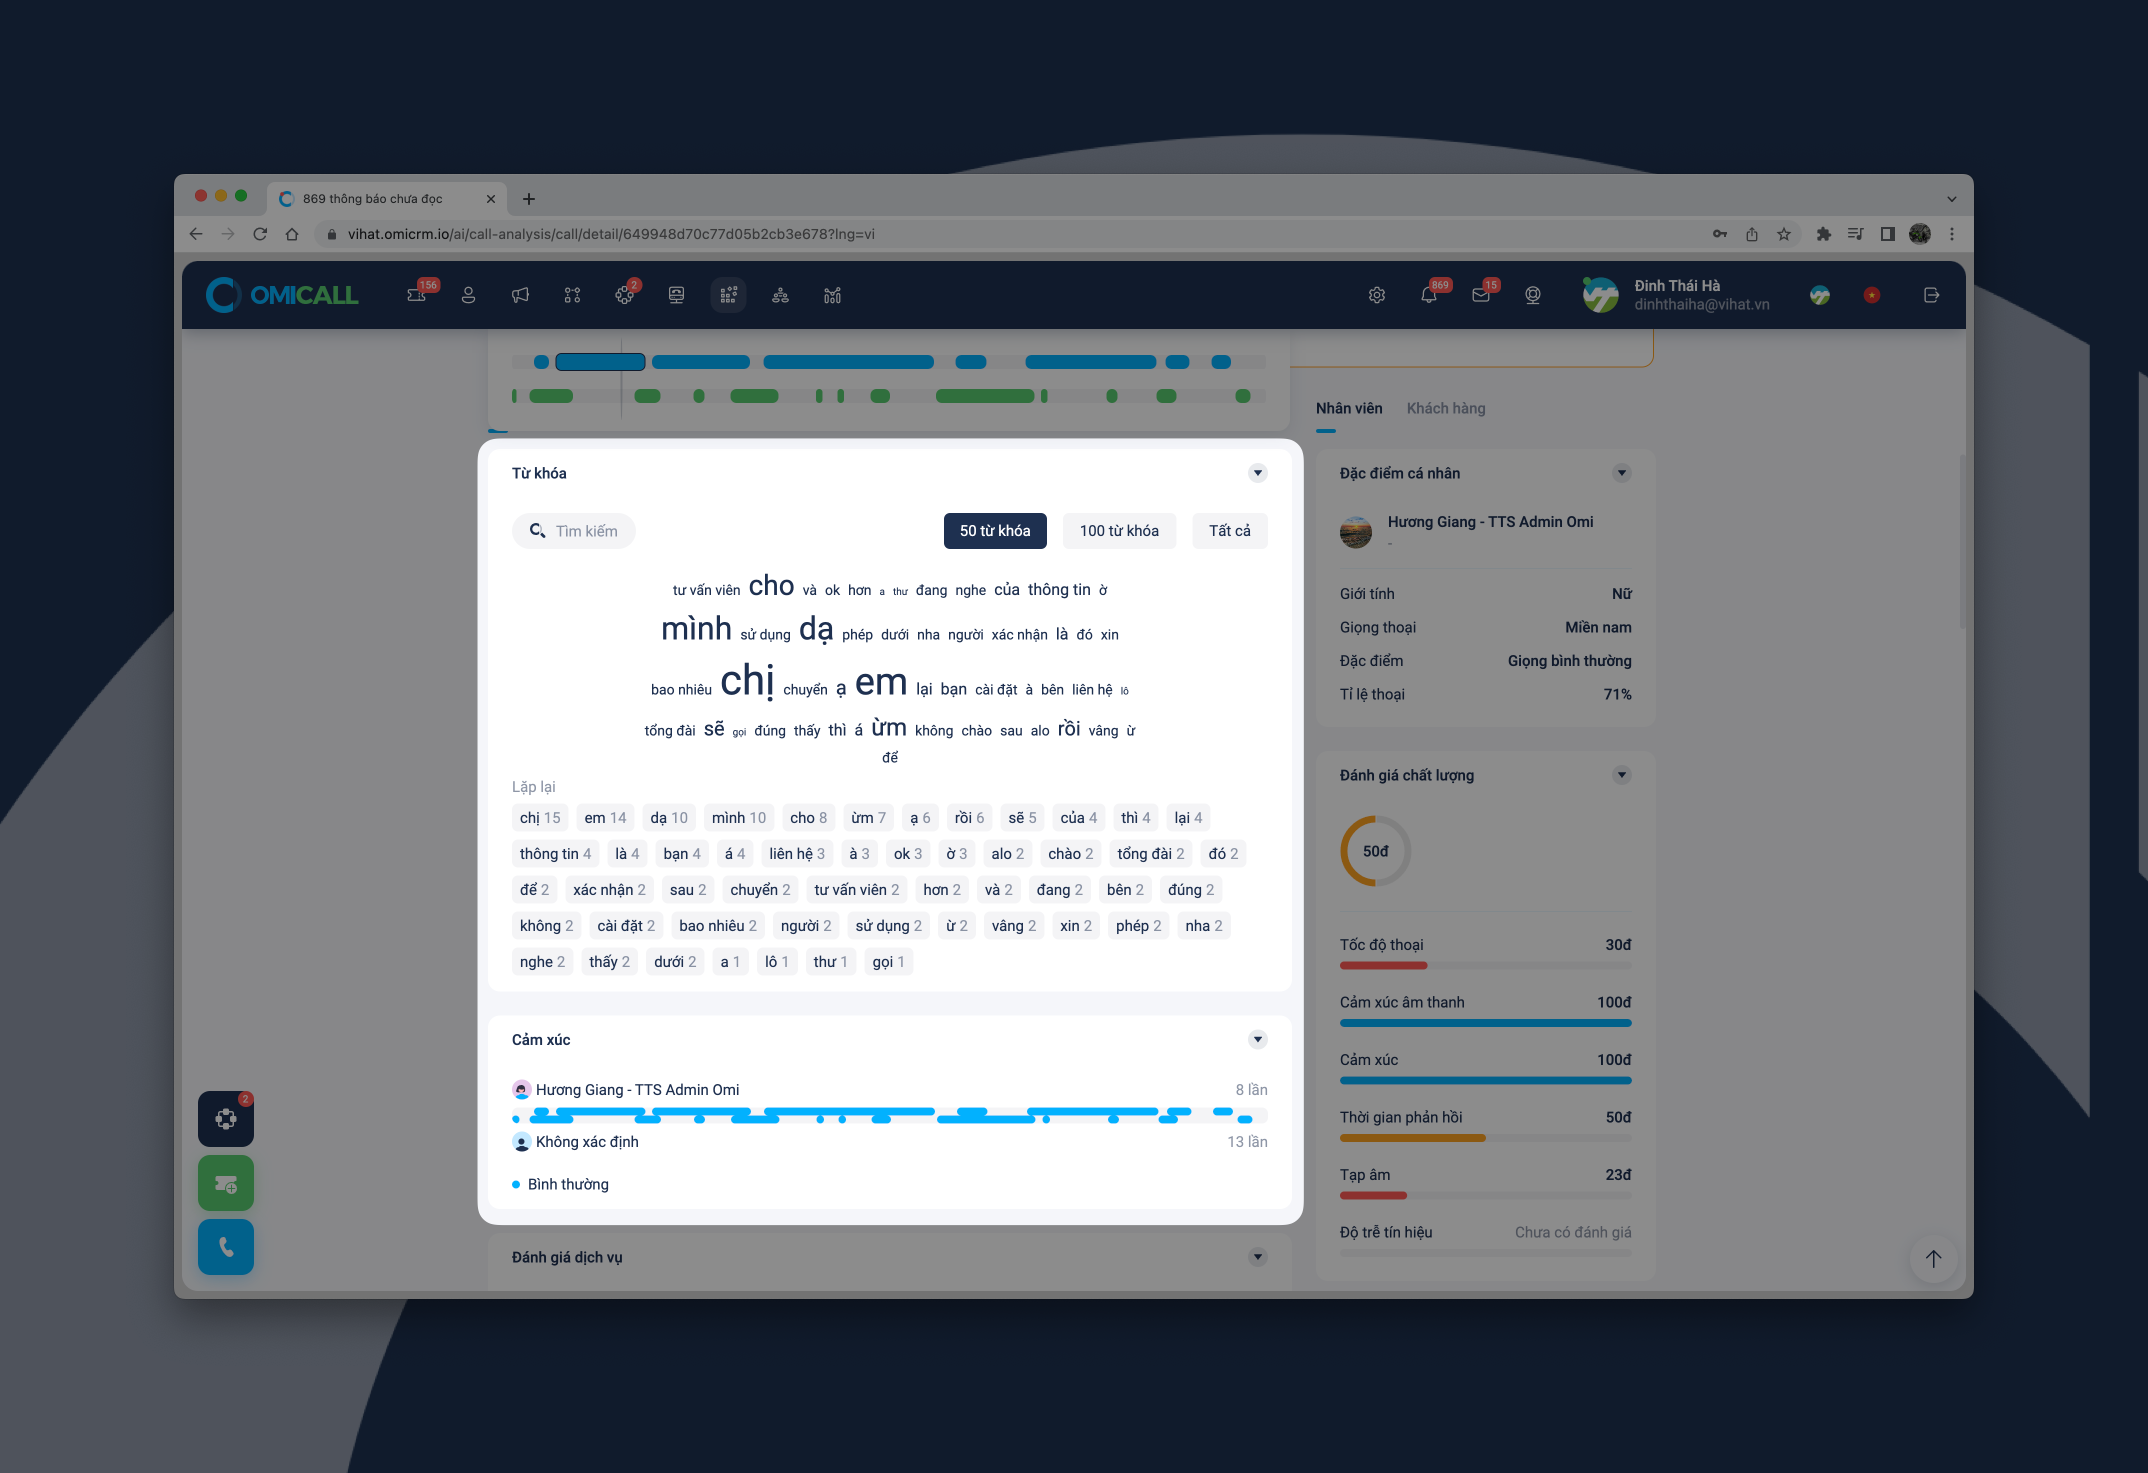 869 thông báo chưa đọc
vihat.omicrm.io/ai/call-analysis/call/detail/649948d70c77d05b2cb3e678?lng=vi
OMICALL
156
2
869
15
Đinh Thái Hà
dinhthaiha@vihat.vn
Nhân viên Khách hàng
Từ khóa
Tìm kiếm
50 từ khóa
100 từ khóa
Tất cả
tư vấn viên cho và ok hơn a thư đang nghe của thông tin ờ
mình sử dụng dạ phép dưới nha người xác nhận là đó xin
bao nhiêu chị chuyển ạ em lại bạn cài đặt à bên liên hệ lô
tổng đài sẽ gọi đúng thấy thì á ừm không chào sau alo rồi vâng ừ
để
Lặp lại
chị 15 em 14 dạ 10 mình 10 cho 8 ừm 7 ạ 6 rồi 6 sẽ 5 của 4 thì 4 lại 4
thông tin 4 là 4 bạn 4 á 4 liên hệ 3 à 3 ok 3 ờ 3 alo 2 chào 2 tổng đài 2 đó 2
để 2 xác nhận 2 sau 2 chuyển 2 tư vấn viên 2 hơn 2 và 2 đang 2 bên 2 đúng 2
không 2 cài đặt 2 bao nhiêu 2 người 2 sử dụng 2 ừ 2 vâng 2 xin 2 phép 2 nha 2
nghe 2 thấy 2 dưới 2 a 1 lô 1 thư 1 gọi 1
Cảm xúc
Hương Giang - TTS Admin Omi 8 lần
Không xác định 13 lần
Bình thường
Đánh giá dịch vụ
Đặc điểm cá nhân
Hương Giang - TTS Admin Omi
-
Giới tính Nữ
Giọng thoại Miền nam
Đặc điểm Giọng bình thường
Tỉ lệ thoại 71%
Đánh giá chất lượng
50đ
Tốc độ thoại 30đ
Cảm xúc âm thanh 100đ
Cảm xúc 100đ
Thời gian phản hồi 50đ
Tạp âm 23đ
Độ trễ tín hiệu Chưa có đánh giá
2